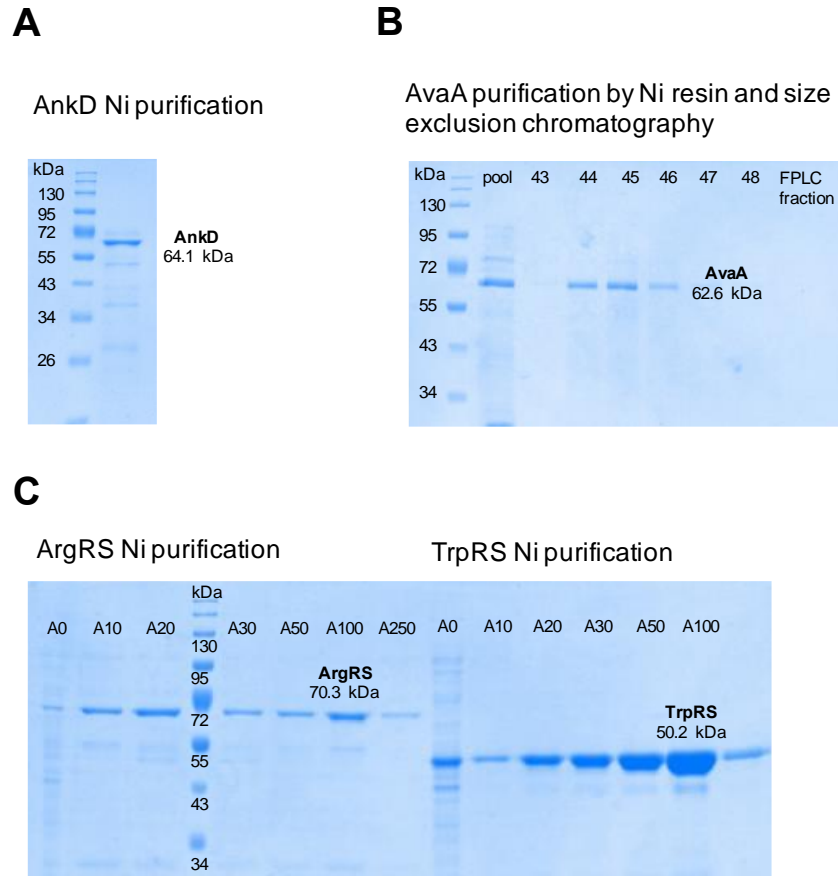 A
AnkD Ni purification
kDa
130
95
72
55
43
34
26
AnkD
64.1 kDa
B
AvaA purification by Ni resin and size
exclusion chromatography
kDa
pool 43 44 45 46 47 48 FPLC
fraction
130
95
72
55
43
34
AvaA
62.6 kDa
C
ArgRS Ni purification
kDa
A0 A10 A20 A30 A50 A100 A250
130
95
72
55
43
34
ArgRS
70.3 kDa
TrpRS Ni purification
A0 A10 A20 A30 A50 A100
TrpRS
50.2 kDa